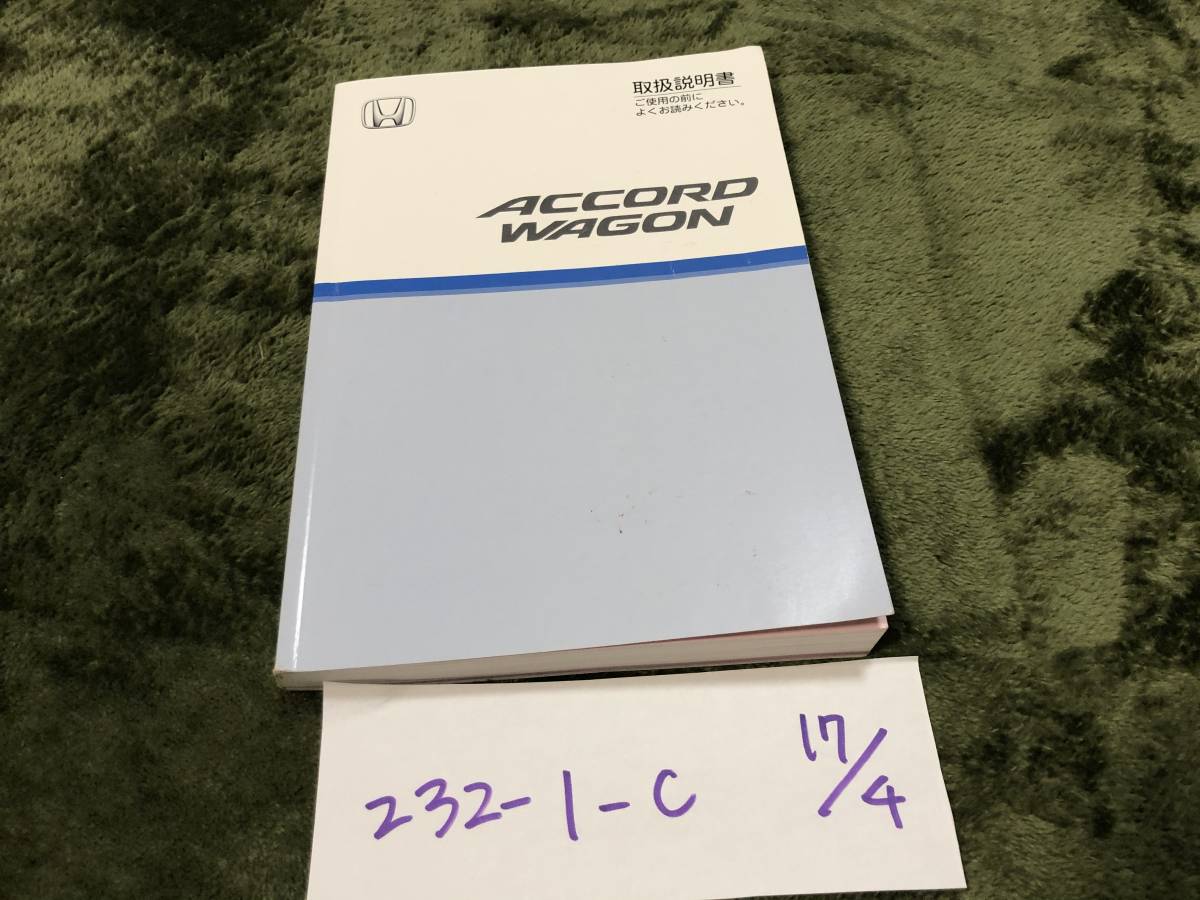 取扱説明書
ご使用の前に
よくお読みください。
ACCORD
WAGON
232-1-C 17/4